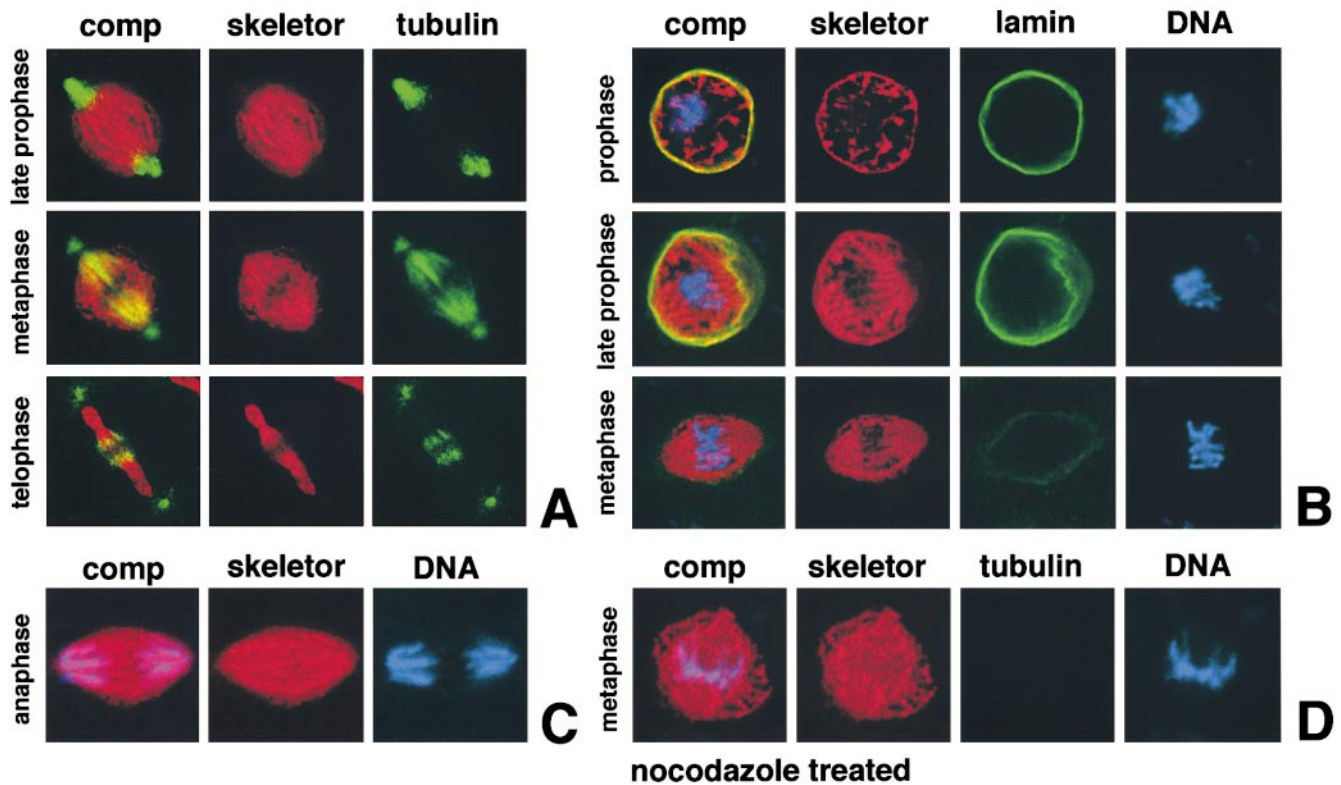 comp skeletor tubulin
late prophase
metaphase
telophase
A
comp skeletor lamin DNA
prophase
late prophase
metaphase
B
comp skeletor DNA
anaphase
C
comp skeletor tubulin DNA
metaphase
D
nocodazole treated